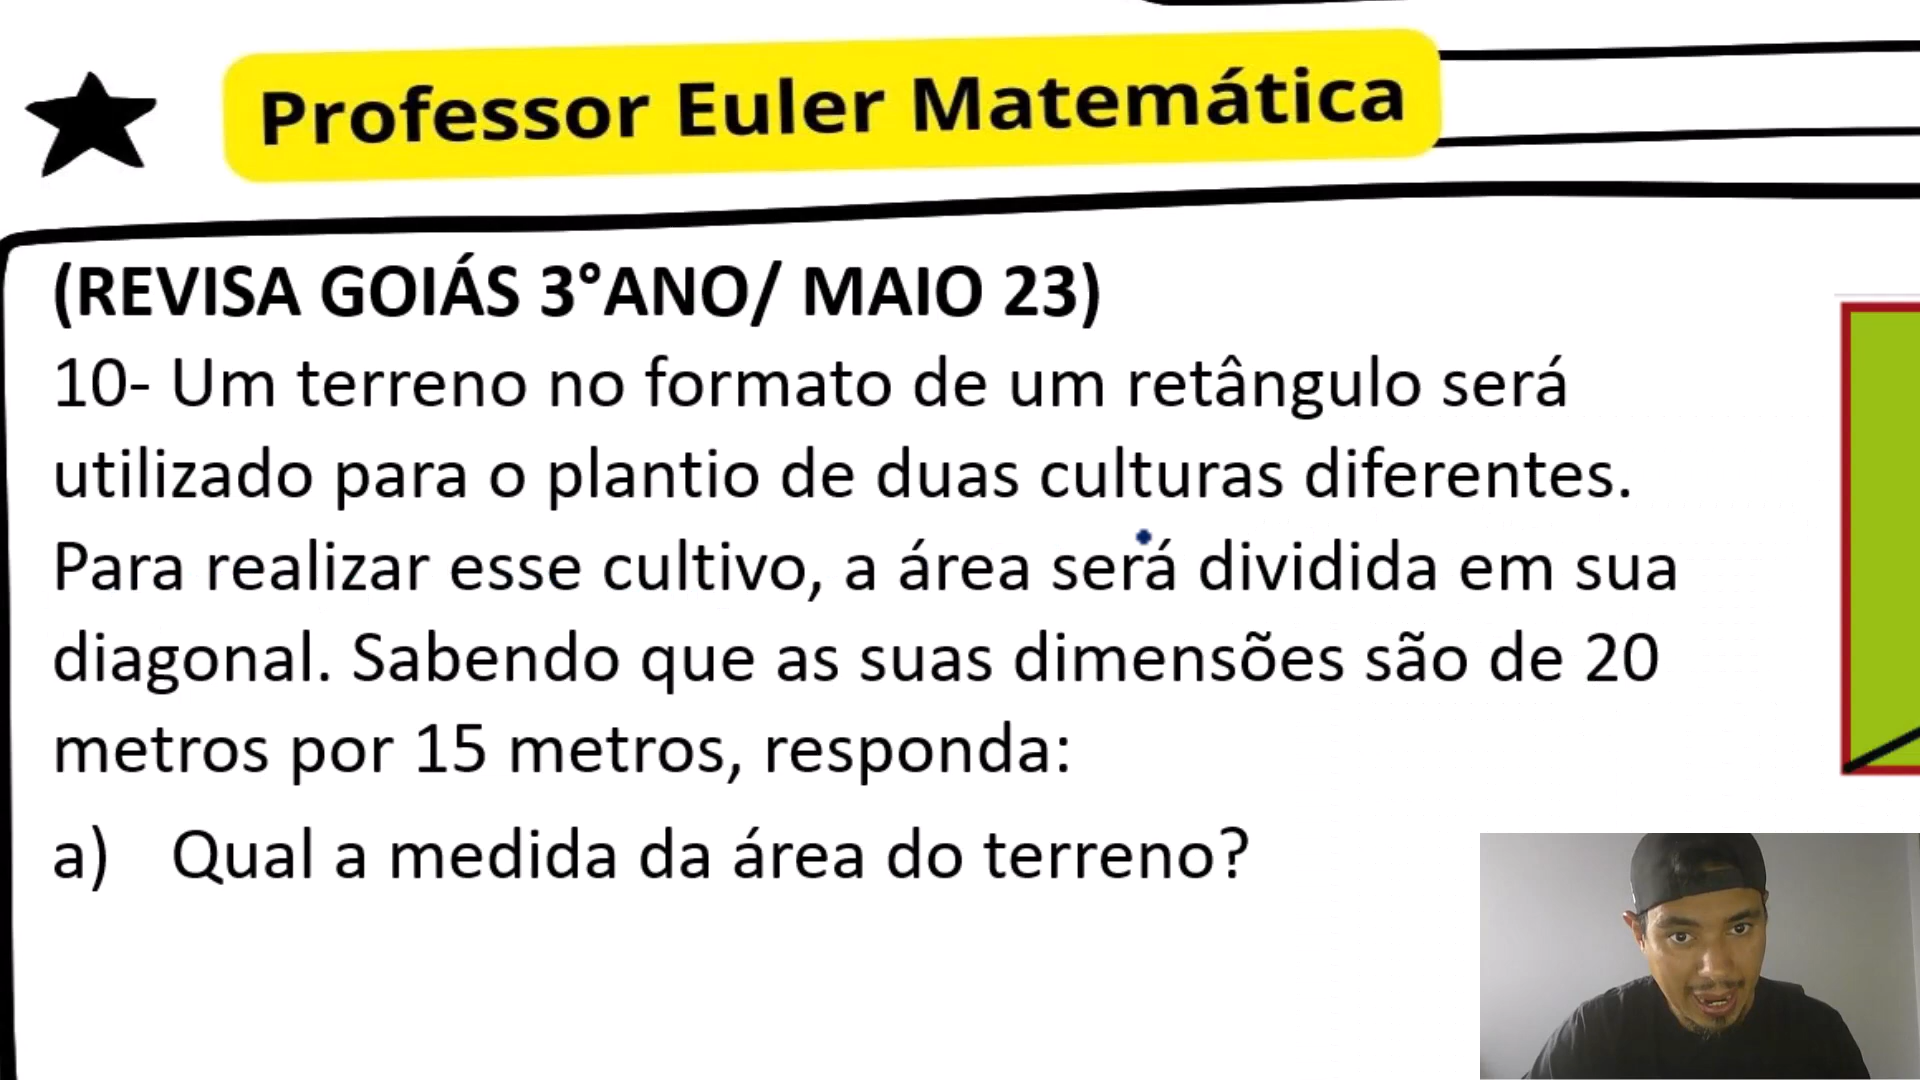 Professor Euler Matemática
(REVISA GOIÁS 3°ANO/ MAIO 23)
10- Um terreno no formato de um retângulo será
utilizado para o plantio de duas culturas diferentes.
Para realizar esse cultivo, a área será dividida em sua
diagonal. Sabendo que as suas dimensões são de 20
metros por 15 metros, responda:
a) Qual a medida da área do terreno?